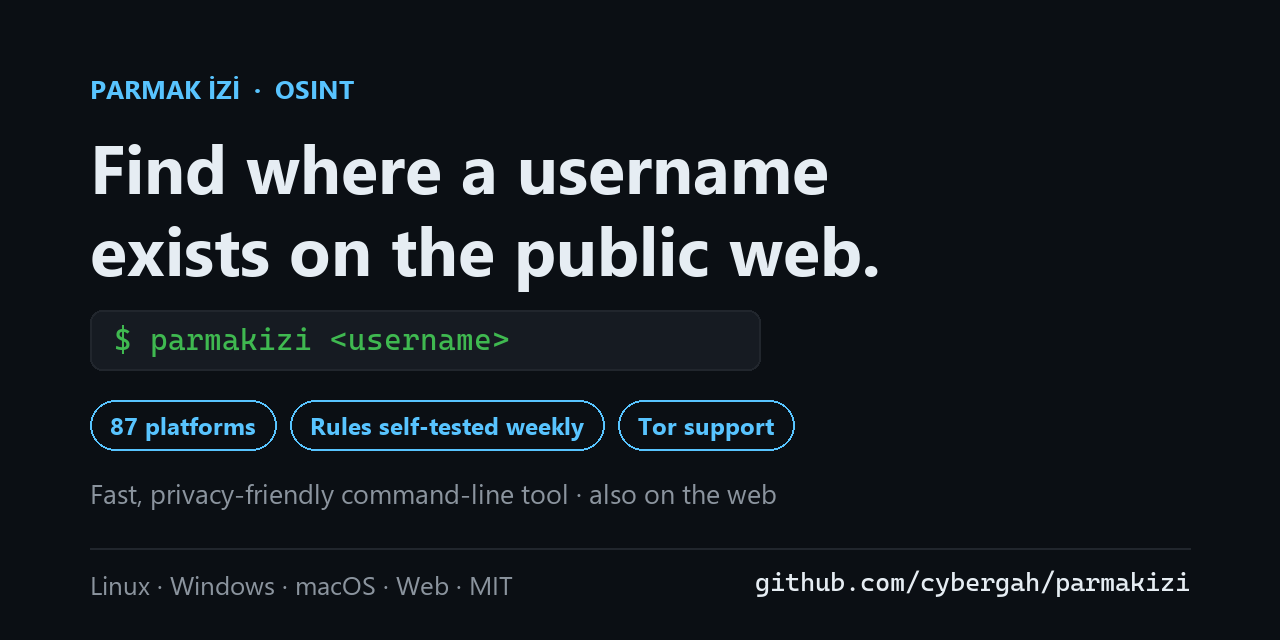 PARMAK İZİ · OSINT
Find where a username
exists on the public web.
$ parmakizi <username>
87 platforms
Rules self-tested weekly
Tor support
Fast, privacy-friendly command-line tool · also on the web
Linux · Windows · macOS · Web · MIT
github.com/cybergah/parmakizi